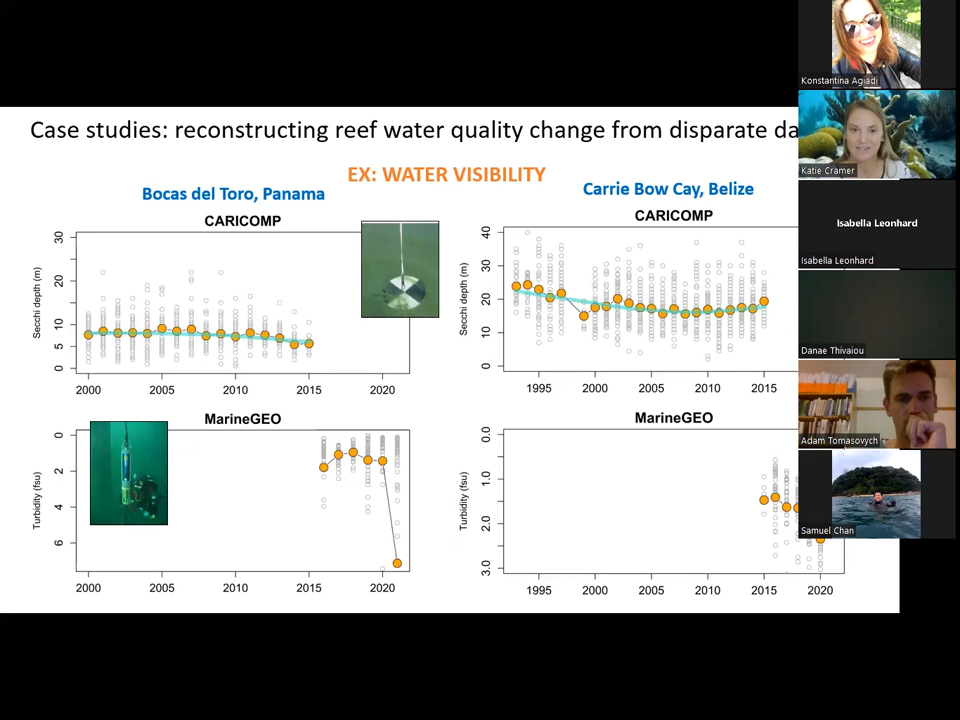 Case studies: reconstructing reef water quality change from disparate da
EX: WATER VISIBILITY
Bocas del Toro, Panama
CARICOMP
Secchi depth (m)
30
20
10
5
0
2000 2005 2010 2015 2020
MarineGEO
Turbidity (fsu)
0
2
4
6
2000 2005 2010 2015 2020
Carrie Bow Cay, Belize
CARICOMP
Secchi depth (m)
40
30
20
10
0
1995 2000 2005 2010 2015
MarineGEO
Turbidity (fsu)
0.0
1.0
2.0
3.0
1995 2000 2005 2010 2015 2020
Konstantina Agiadi
Katie Cramer
Isabella Leonhard
Isabella Leonhard
Danae Thivaiou
Adam Tomasovych
Samuel Chan